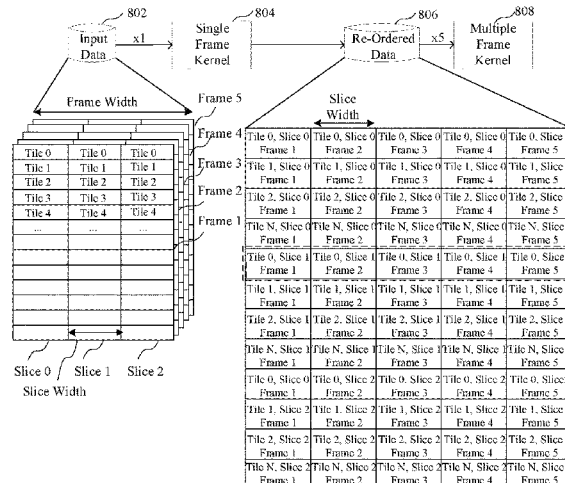 802
804
806
808
Input Data
x1
Single Frame Kernel
Re-Ordered Data
x5
Multiple Frame Kernel
Frame Width
Frame 5
Frame 4
Frame 3
Frame 2
Frame 1
Tile 0 Tile 0 Tile 0
Tile 1 Tile 1 Tile 1
Tile 2 Tile 2 Tile 2
Tile 3 Tile 3 Tile 3
Tile 4 Tile 4 Tile 4
... ... ...
Slice 0 Slice 1 Slice 2
Slice Width
Slice Width
Tile 0, Slice 0 Tile 0, Slice 0 Tile 0, Slice 0 Tile 0, Slice 0 Tile 0, Slice
Frame 1 Frame 2 Frame 3 Frame 4 Frame 5
Tile 1, Slice 0 Tile 1, Slice 0 Tile 1, Slice 0 Tile 1, Slice 0 Tile 1, Slice
Frame 1 Frame 2 Frame 3 Frame 4 Frame 5
Tile 2, Slice 0 Tile 2, Slice 0 Tile 2, Slice 0 Tile 2, Slice 0 Tile 2, Slice
Frame 1 Frame 2 Frame 3 Frame 4 Frame 5
Tile N, Slice 0 Tile N, Slice 0 Tile N, Slice 0 Tile N, Slice 0 Tile N, Slice
Frame 1 Frame 2 Frame 3 Frame 4 Frame 5
Tile 0, Slice 1 Tile 0, Slice 1 Tile 0, Slice 1 Tile 0, Slice 1 Tile 0, Slice
Frame 1 Frame 2 Frame 3 Frame 4 Frame 5
Tile 1, Slice 1 Tile 1, Slice 1 Tile 1, Slice 1 Tile 1, Slice 1 Tile 1, Slice
Frame 1 Frame 2 Frame 3 Frame 4 Frame 5
Tile 2, Slice 1 Tile 2, Slice 1 Tile 2, Slice 1 Tile 2, Slice 1 Tile 2, Slice
Frame 1 Frame 2 Frame 3 Frame 4 Frame 5
Tile N, Slice 1 Tile N, Slice 1 Tile N, Slice 1 Tile N, Slice 1 Tile N, Slice
Frame 1 Frame 2 Frame 3 Frame 4 Frame 5
Tile 0, Slice 0 Tile 0, Slice 2 Tile 0, Slice 2 Tile 0, Slice 2 Tile 0, Slice
Frame 1 Frame 2 Frame 3 Frame 4 Frame 5
Tile 1, Slice 2 Tile 1, Slice 2 Tile 1, Slice 2 Tile 1, Slice 2 Tile 1, Slice
Frame 1 Frame 2 Frame 3 Frame 4 Frame 5
Tile 2, Slice 2 Tile 2, Slice 2 Tile 2, Slice 2 Tile 2, Slice 2 Tile 2, Slice
Frame 1 Frame 2 Frame 3 Frame 4 Frame 5
Tile N, Slice 2 Tile N, Slice 2 Tile N, Slice 2 Tile N, Slice 2 Tile N, Slice
Frame 1 Frame 2 Frame 3 Frame 4 Frame 5